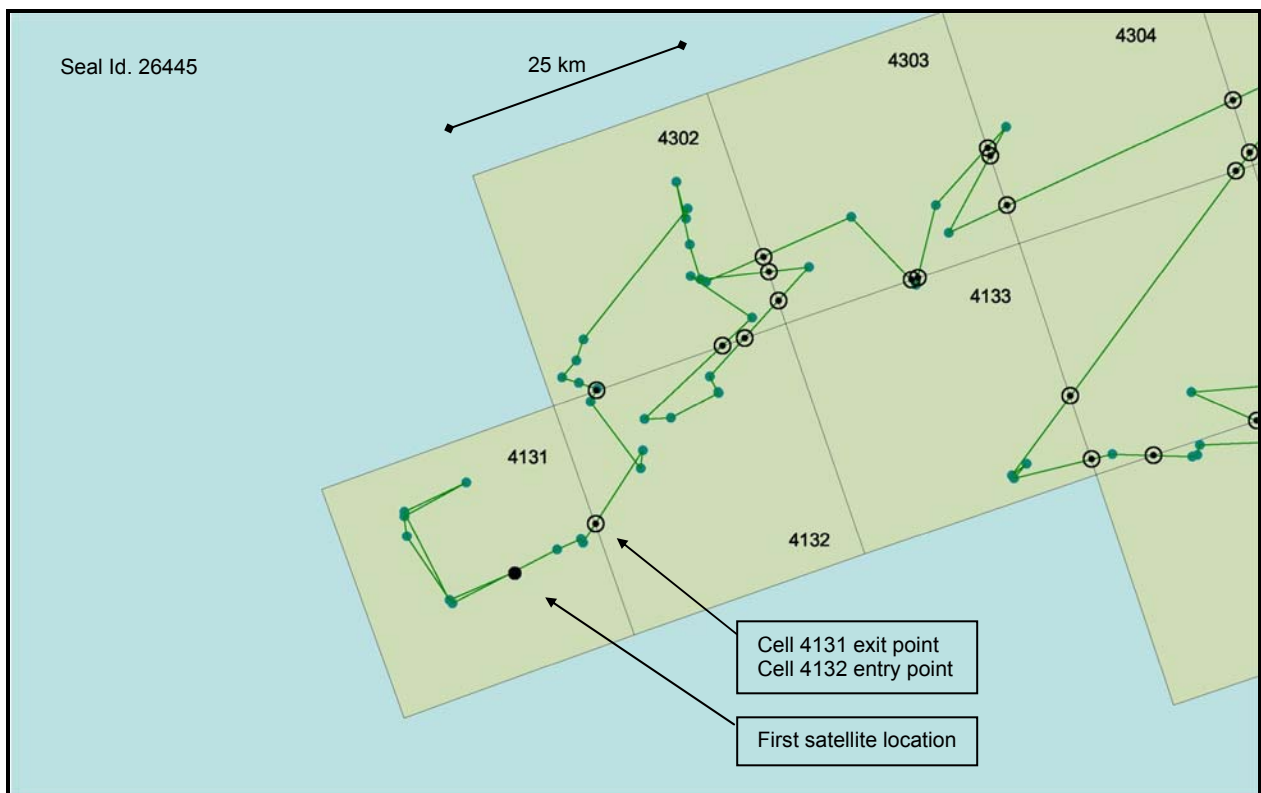 Seal Id. 26445
25 km
4304
4303
4302
4133
4131
4132
Cell 4131 exit point
Cell 4132 entry point
First satellite location